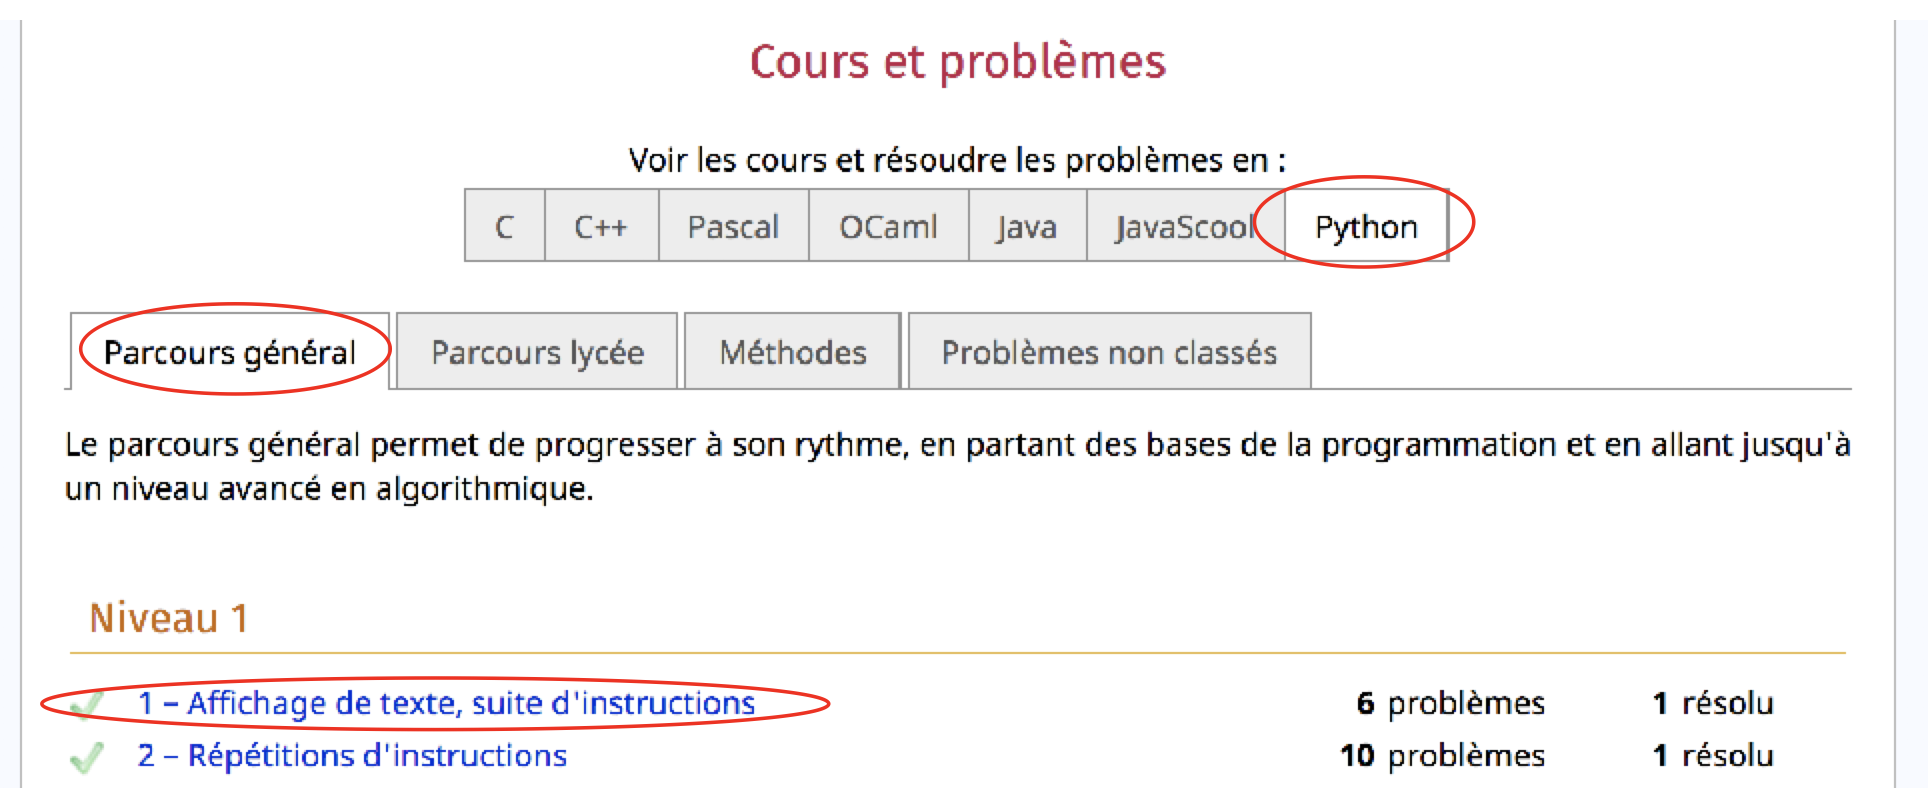 Cours et problèmes
Voir les cours et résoudre les problèmes en :
C C++ Pascal OCaml Java JavaScool Python
Parcours général Parcours lycée Méthodes Problèmes non classés
Le parcours général permet de progresser à son rythme, en partant des bases de la programmation et en allant jusqu'à
un niveau avancé en algorithmique.
Niveau 1
1 – Affichage de texte, suite d'instructions 6 problèmes 1 résolu
2 – Répétitions d'instructions 10 problèmes 1 résolu